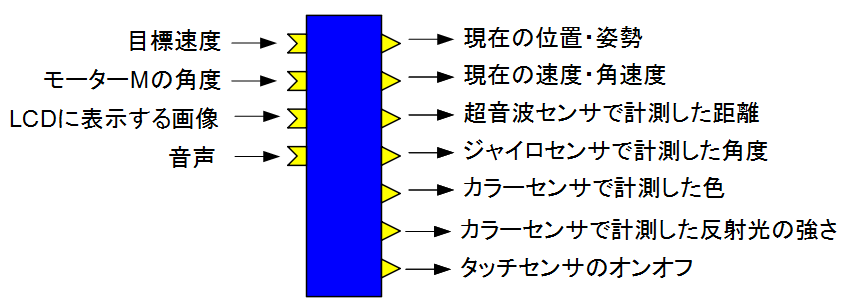 目標速度
モーターMの角度
LCDに表示する画像
音声
現在の位置・姿勢
現在の速度・角速度
超音波センサで計測した距離
ジャイロセンサで計測した角度
カラーセンサで計測した色
カラーセンサで計測した反射光の強さ
タッチセンサのオンオフ